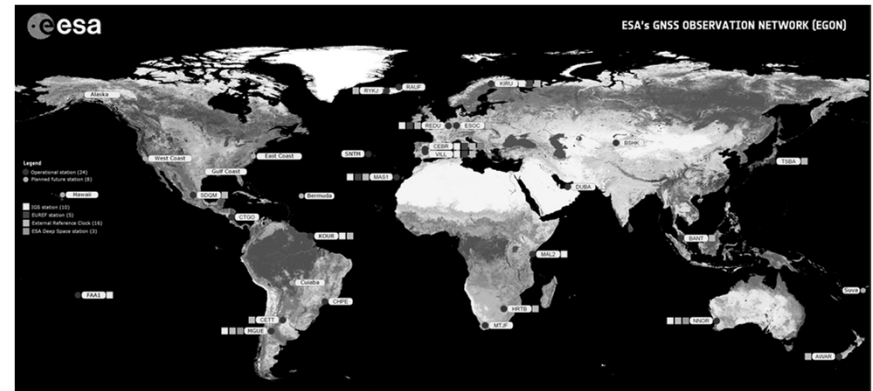 esa
ESA's GNSS OBSERVATION NETWORK (EGON)
Alaska
RYKJ
RAUF
KIRU
REDU
ESOC
West Coast
East Coast
Gulf Coast
SNTM
CEBR
VILL
BSHK
TSBA
Legend
Operational station (24)
Planned future station (8)
IGS station (10)
EUREF station (5)
External Reference Clock (16)
ESA Deep Space station (3)
Hawaii
SDGM
Bermuda
MAS1
DUBA
CTGO
KOUR
MAL2
BANT
Cuiaba
FAA1
CHPE
HRTB
Suva
CETT
MGUE
MTJF
NNOR
AWAR